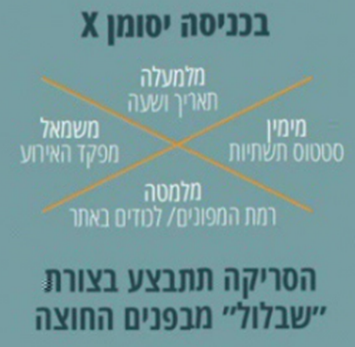 בכניסה יסומן X
מלמעלה
תאריך ושעה
מימין
סטטוס תשתיות
משמאל
מפקד האירוע
מלמטה
רמת המפונים/ לכודים באתר
הסריקה תתבצע בצורת
״שבלול״ מבפנים החוצה